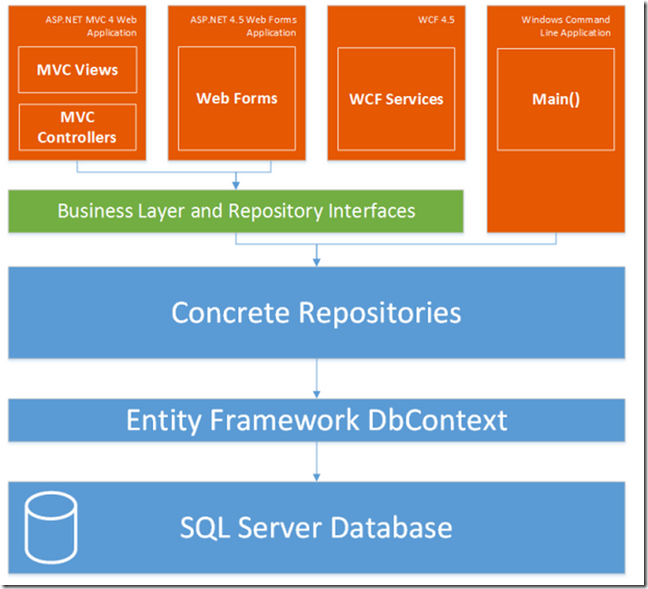 ASP.NET MVC 4 Web
Application
MVC Views
MVC
Controllers
ASP.NET 4.5 Web Forms
Application
Web Forms
WCF 4.5
WCF Services
Windows Command
Line Application
Main()
Business Layer and Repository Interfaces
Concrete Repositories
Entity Framework DbContext
SQL Server Database